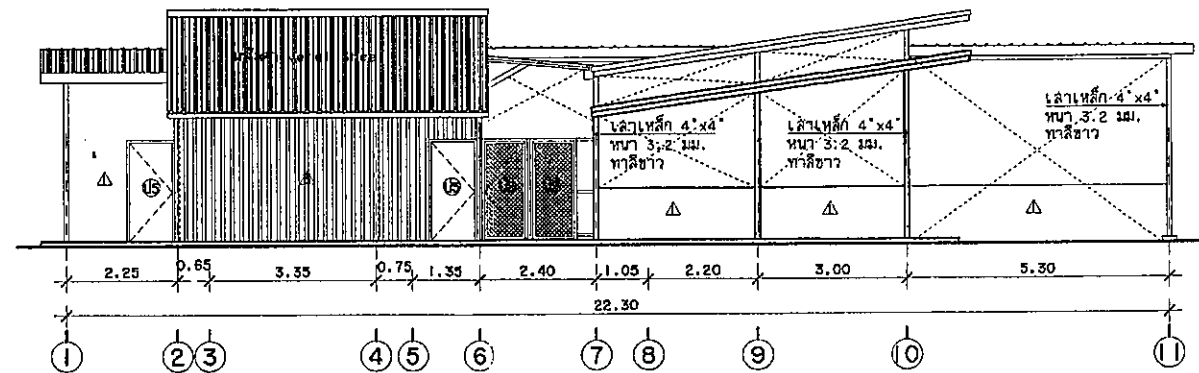 เสาเหล็ก 4"x4"
หนา 3.2 มม.
ทาสีขาว
เสาเหล็ก 4"x4"
หนา 3.2 มม.
ทาสีขาว
เสาเหล็ก 4"x4"
หนา 3.2 มม.
ทาสีขาว
2.25 0.65 3.35 0.75 1.35 2.40 1.05 2.20 3.00 5.30
22.30
1 2 3 4 5 6 7 8 9 10 11